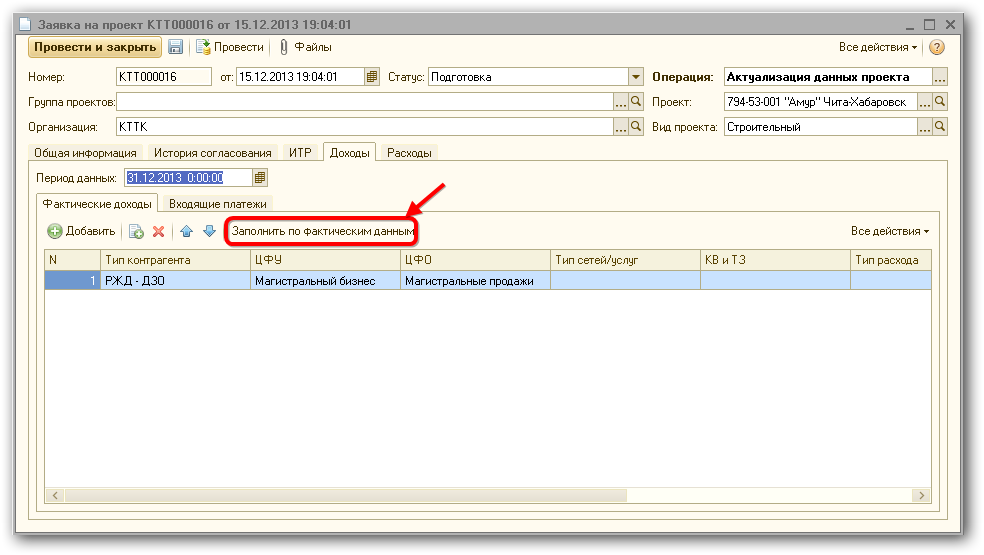 Заявка на проект КТТ000016 от 15.12.2013 19:04:01
Провести и закрыть Провести Файлы Все действия ?
Номер: КТТ000016 от: 15.12.2013 19:04:01 Статус: Подготовка Операция: Актуализация данных проекта ...
Группа проектов: ... Проект: 794-53-001 "Амур" Чита-Хабаровск ...
Организация: КТТК ... Вид проекта: Строительный ...
Общая информация История согласования ИТР Доходы Расходы
Период данных: 31.12.2013 0:00:00
Фактические доходы Входящие платежи
Добавить Заполнить по фактическим данным Все действия
N Тип контрагента ЦФУ ЦФО Тип сетей/услуг КВ и ТЗ Тип расхода
1 РЖД - ДЗО Магистральный бизнес Магистральные продажи